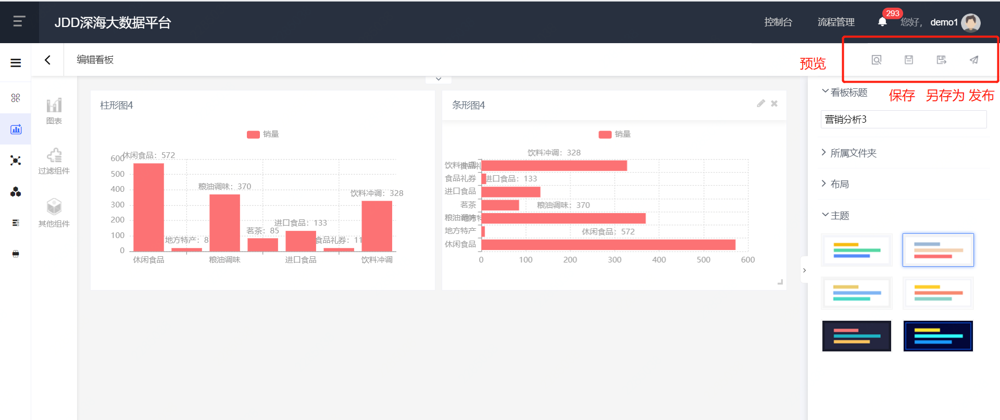 JDD深海大数据平台
控制台
流程管理
293
您好，
demo1
编辑看板
预览
保存
另存为
发布
图表
过滤组件
其他组件
柱形图4
销量
600
500
400
300
200
100
0
休闲食品：572
地方特产：8
粮油调味：370
茗茶：85
进口食品：133
食品礼券：11
饮料冲调：328
休闲食品
粮油调味
进口食品
饮料冲调
条形图4
销量
饮料冲调：328
饮料冲调
食品礼
食品礼券
进口食品：133
进口食品
茗茶
粮油调味：370
粮油调味
地方特
地方特产
休闲食品：572
休闲食品
0
100
200
300
400
500
600
看板标题
营销分析3
所属文件夹
布局
主题